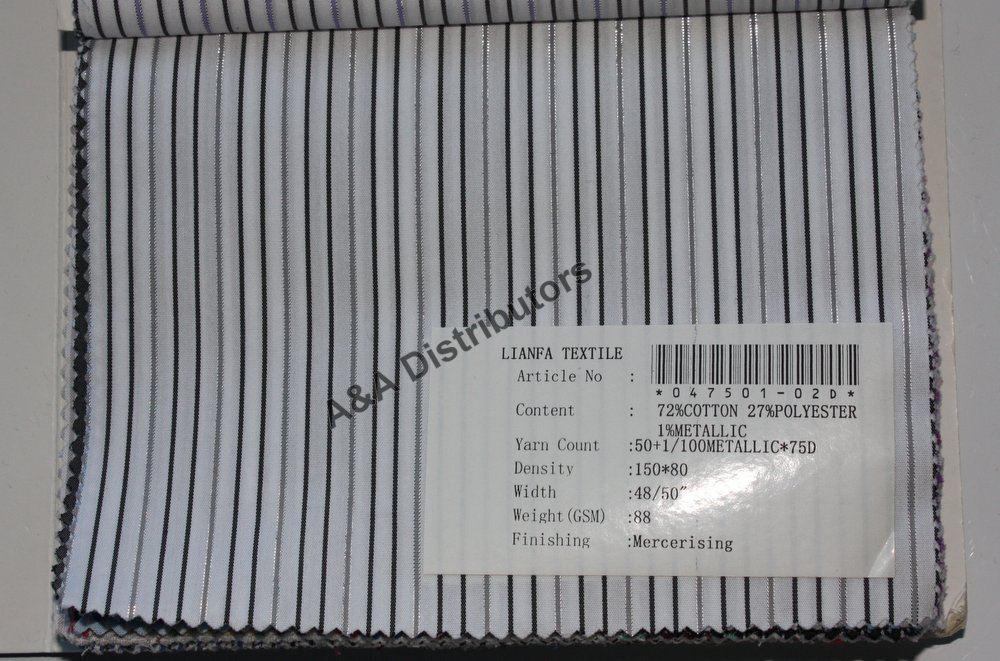 A&A Distributors
LIANFA TEXTILE
Article No :
*047501-02D*
Content : 72%COTTON 27%POLYESTER
1%METALLIC
Yarn Count :50+1/100METALLIC*75D
Density :150*80
Width :48/50"
Weight(GSM) :88
Finishing :Mercerising